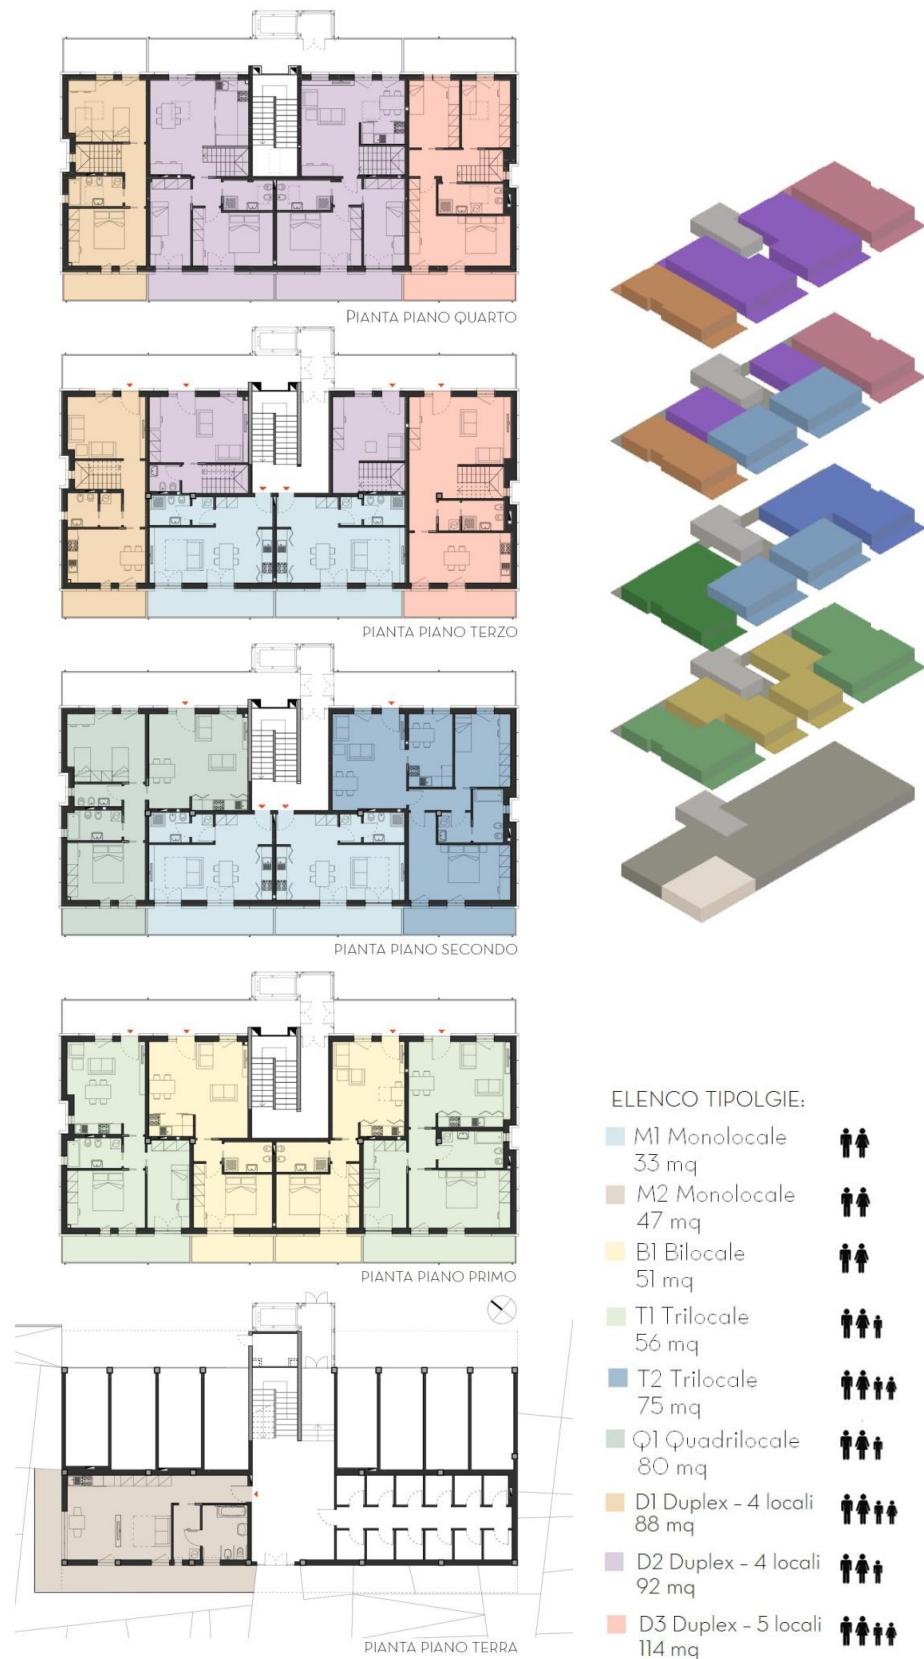 PIANTA PIANO QUARTO
PIANTA PIANO TERZO
PIANTA PIANO SECONDO
PIANTA PIANO PRIMO
PIANTA PIANO TERRA
ELENCO TIPOLGIE:
M1 Monolocale
33 mq
M2 Monolocale
47 mq
B1 Bilocale
51 mq
T1 Trilocale
56 mq
T2 Trilocale
75 mq
Q1 Quadrilocale
80 mq
D1 Duplex - 4 locali
88 mq
D2 Duplex - 4 locali
92 mq
D3 Duplex - 5 locali
114 mq